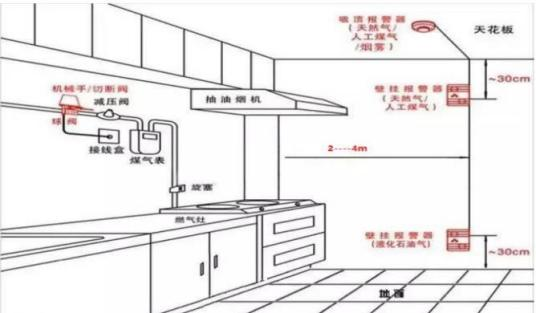 吸顶报警器
(天然气/
人工煤气
/烟雾)
天花板
~30cm
机械手/切断阀
减压阀
球阀
接线盒
煤气表
抽油烟机
壁挂报警器
(天然气/
人工煤气)
2----4m
旋塞
燃气灶
壁挂报警器
(液化石油气)
~30cm
地面